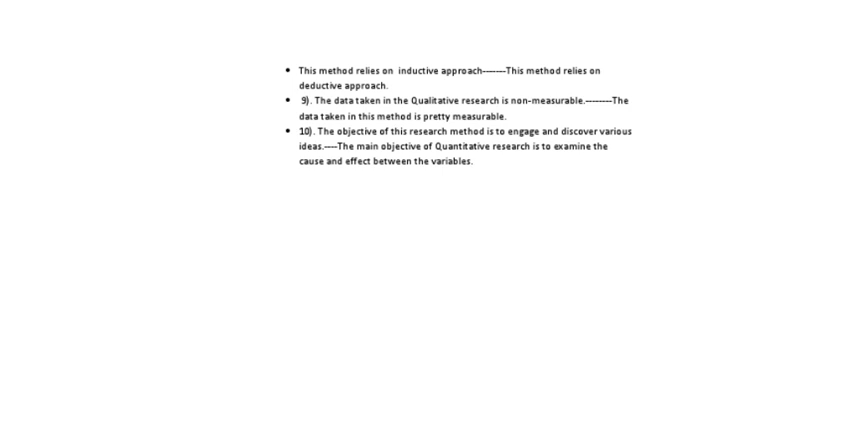 • This method relies on  inductive approach-------This method relies on
deductive approach.
•  9). The data taken in the Qualitative research is non-measurable.--------The
data taken in this method is pretty measurable.
• 10). The objective of this research method is to engage and discover various
ideas.----The main objective of Quantitative research is to examine the
cause and effect between the variables.